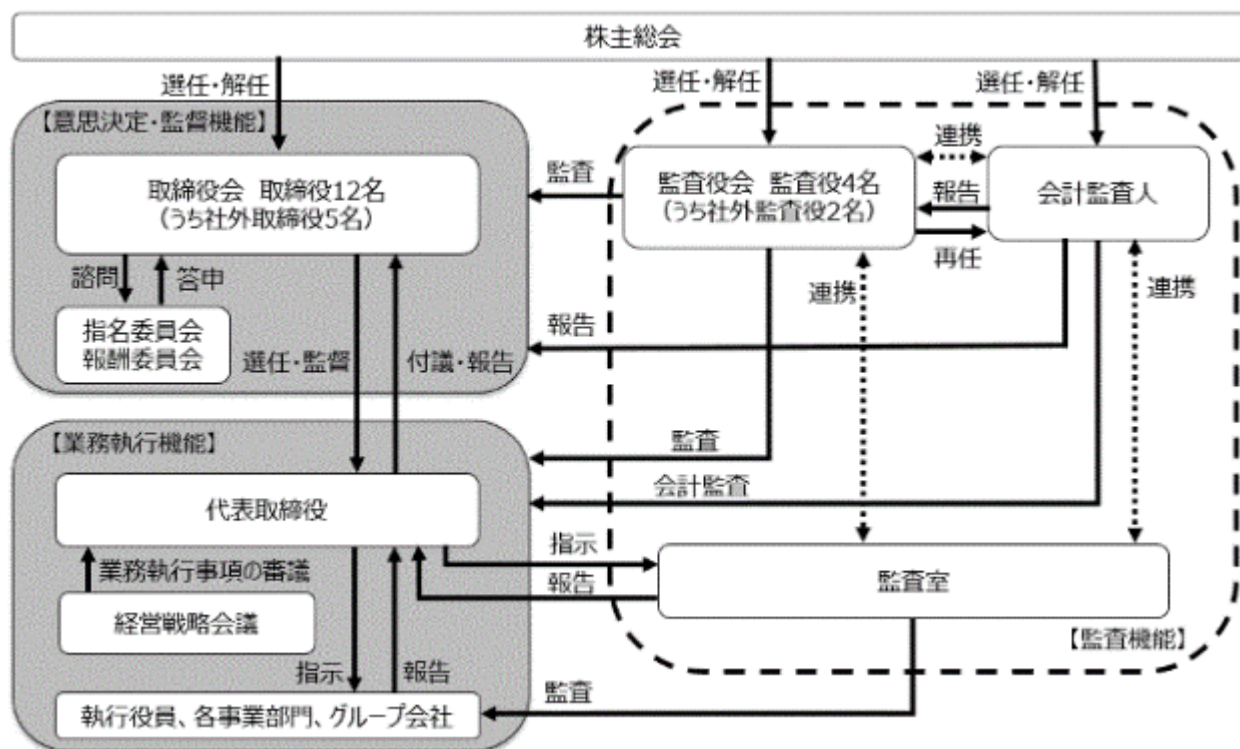 株主総会
選任・解任
選任・解任
選任・解任
【意思決定・監督機能】
取締役会 取締役12名
（うち社外取締役5名）
監査
監査役会 監査役4名
（うち社外監査役2名）
連携
報告
再任
会計監査人
諮問
答申
指名委員会
報酬委員会
選任・監督
付議・報告
報告
連携
連携
【業務執行機能】
監査
会計監査
代表取締役
指示
報告
監査室
業務執行事項の審議
経営戦略会議
【監査機能】
指示
報告
監査
執行役員、各事業部門、グループ会社